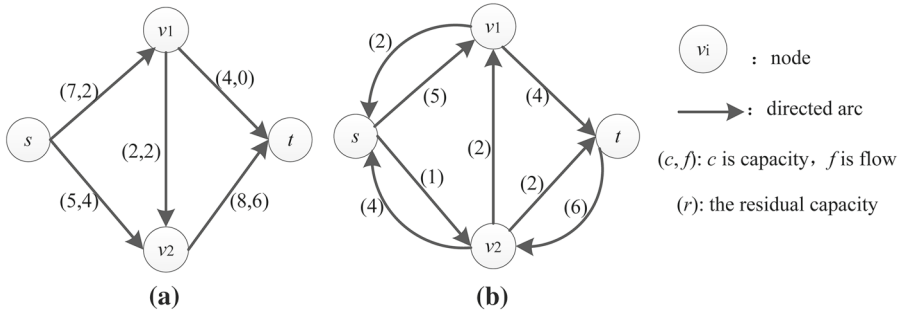 v1
(7,2)
(4,0)
s
t
(2,2)
(5,4)
(8,6)
v2
(a)
v1
(2)
(5)
(4)
s
t
(2)
(1)
(2)
(4)
(6)
v2
(b)
vi : node
: directed arc
(c, f): c is capacity, f is flow
(r): the residual capacity